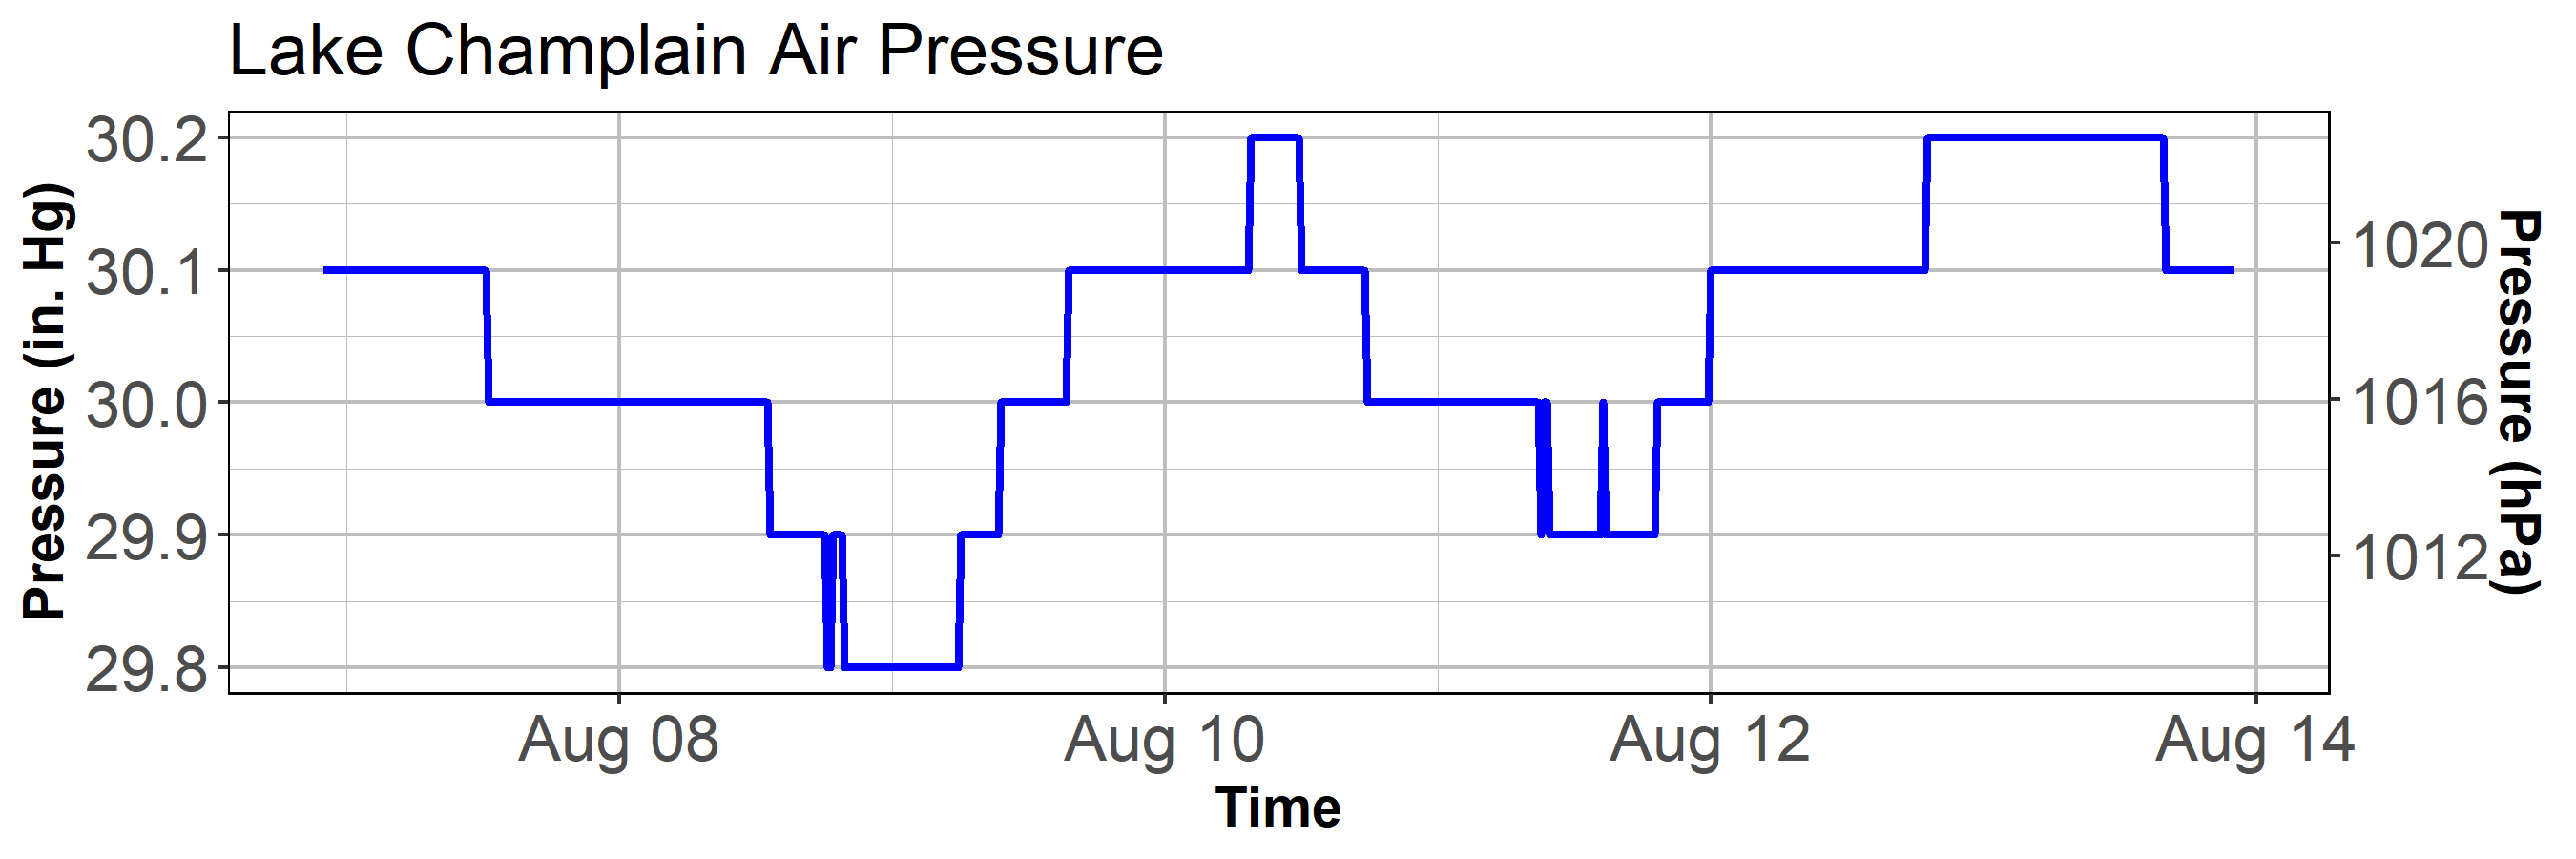 Lake Champlain Air Pressure
Pressure (in. Hg)
30.2
30.1
30.0
29.9
29.8
1020
1016
1012
Pressure (hPa)
Aug 08
Aug 10
Aug 12
Aug 14
Time